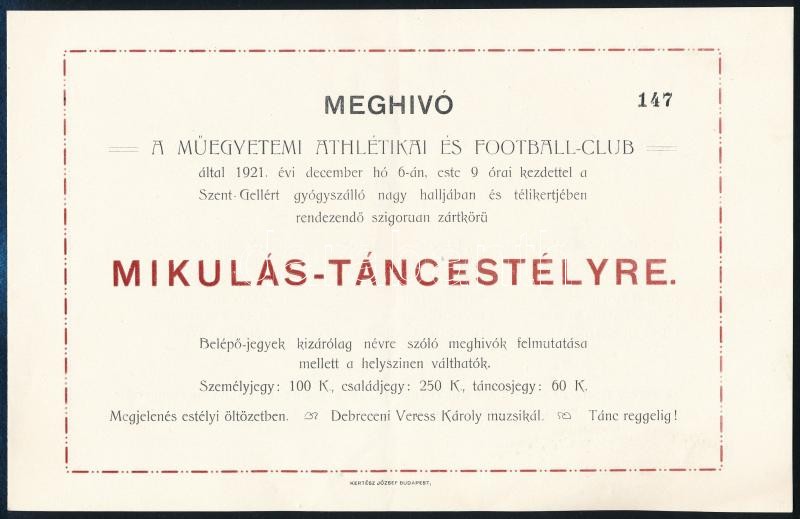 MEGHIVÓ
147
A MŰEGYETEMI ATHLÉTIKAI ÉS FOOTBALL-CLUB
által 1921. évi december hó 6-án, este 9 órai kezdettel a
Szent-Gellért gyógyszálló nagy halljában és télikertjében
rendezendő szigoruan zártkörü
MIKULÁS-TÁNCESTÉLYRE.
Belépő-jegyek kizárólag névre szóló meghivók felmutatása
mellett a helyszinen válthatók.
Személyjegy: 100 K., családjegy: 250 K., táncosjegy: 60 K.
Megjelenés estélyi öltözetben. Debreceni Veress Károly muzsikál. Tánc reggelig!
KERTÉSZ JÓZSEF BUDAPEST,